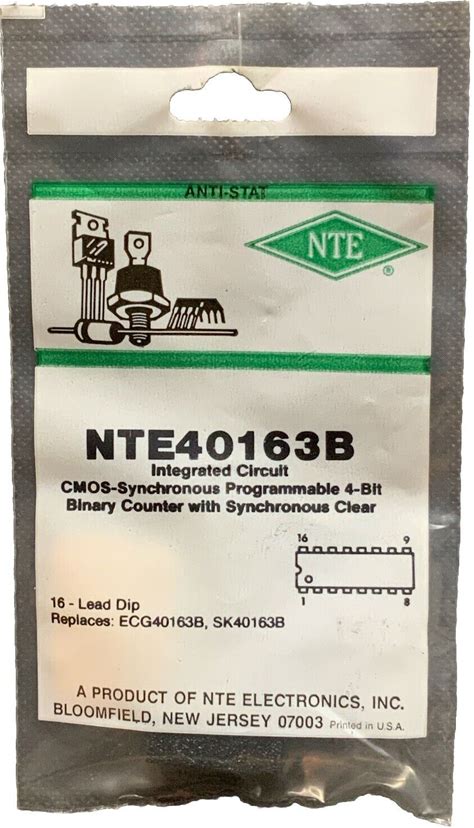 ANTI-STAT
NTE
®
NTE40163B
Integrated Circuit
CMOS-Synchronous Programmable 4-Bit
Binary Counter with Synchronous Clear
16 9
1 8
16 - Lead Dip
Replaces: ECG40163B, SK40163B
A PRODUCT OF NTE ELECTRONICS, INC.
BLOOMFIELD, NEW JERSEY 07003 Printed in U.S.A.